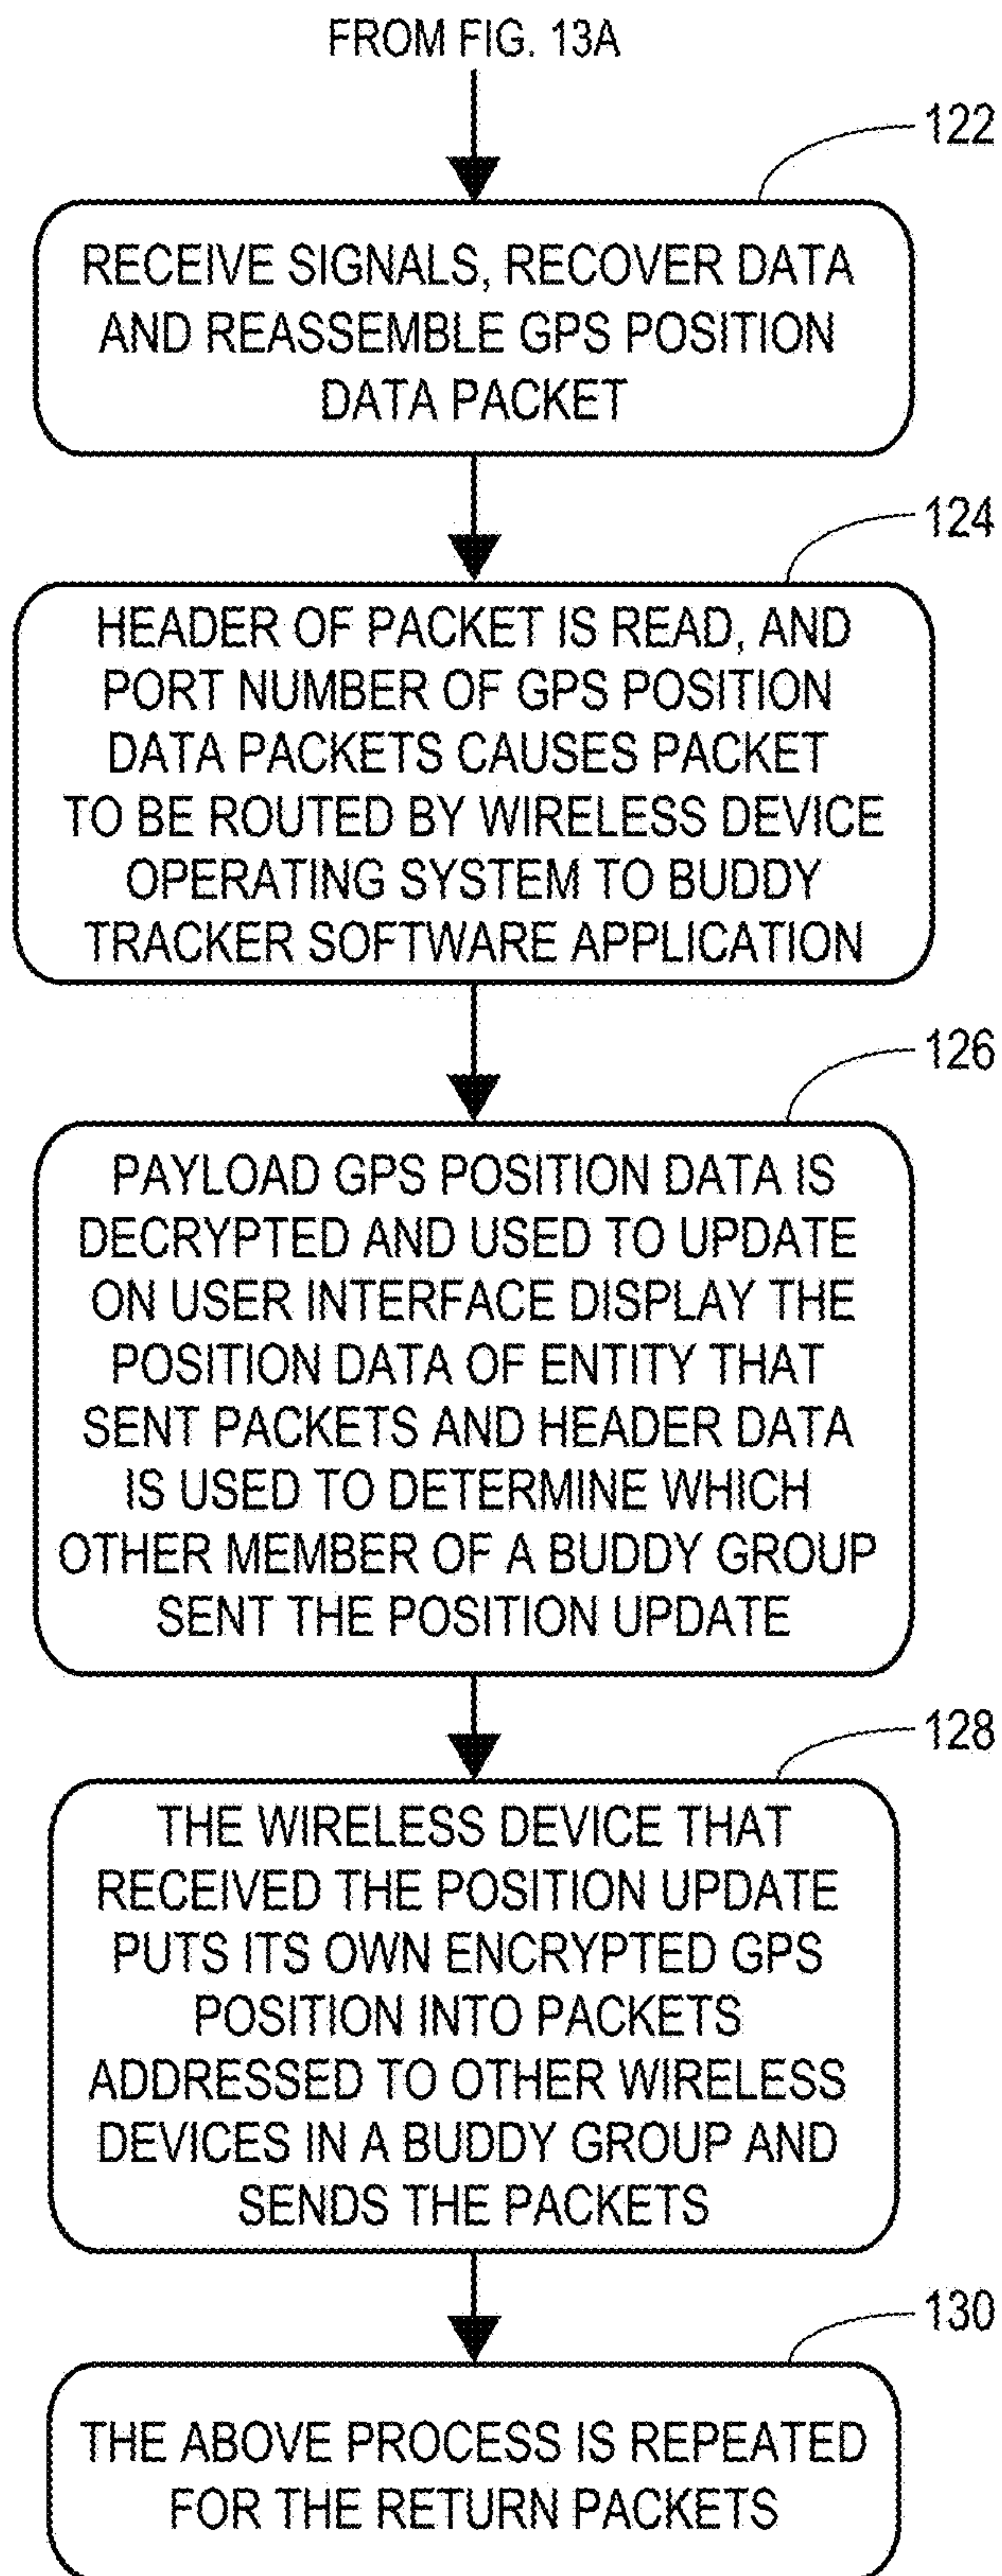 FROM FIG. 13A
122
RECEIVE SIGNALS, RECOVER DATA
AND REASSEMBLE GPS POSITION
DATA PACKET
124
HEADER OF PACKET IS READ, AND
PORT NUMBER OF GPS POSITION
DATA PACKETS CAUSES PACKET
TO BE ROUTED BY WIRELESS DEVICE
OPERATING SYSTEM TO BUDDY
TRACKER SOFTWARE APPLICATION
126
PAYLOAD GPS POSITION DATA IS
DECRYPTED AND USED TO UPDATE
ON USER INTERFACE DISPLAY THE
POSITION DATA OF ENTITY THAT
SENT PACKETS AND HEADER DATA
IS USED TO DETERMINE WHICH
OTHER MEMBER OF A BUDDY GROUP
SENT THE POSITION UPDATE
128
THE WIRELESS DEVICE THAT
RECEIVED THE POSITION UPDATE
PUTS ITS OWN ENCRYPTED GPS
POSITION INTO PACKETS
ADDRESSED TO OTHER WIRELESS
DEVICES IN A BUDDY GROUP AND
SENDS THE PACKETS
130
THE ABOVE PROCESS IS REPEATED
FOR THE RETURN PACKETS